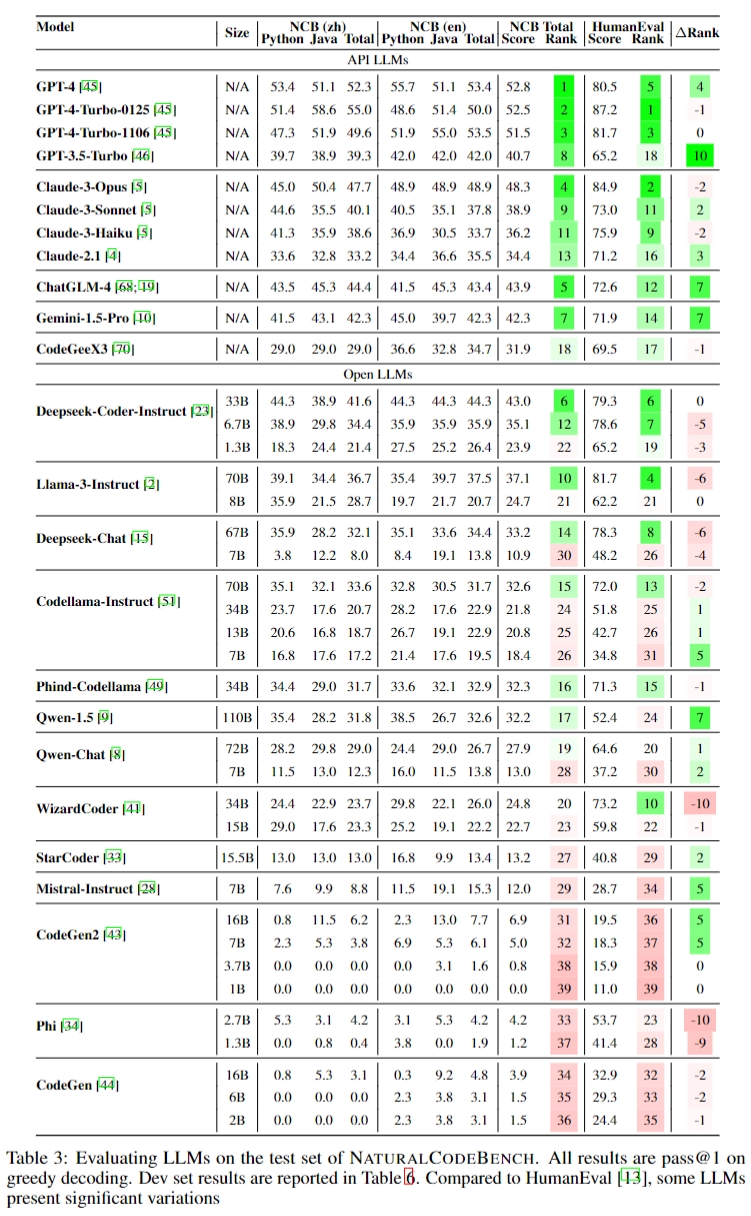 Model Size NCB (zh) NCB (en) NCB Total HumanEval ΔRank
Python Java Total Python Java Total Score Rank Score Rank
API LLMs
GPT-4 [45] N/A 53.4 51.1 52.3 55.7 51.1 53.4 52.8 1 80.5 5 4
GPT-4-Turbo-0125 [45] N/A 51.4 58.6 55.0 48.6 51.4 50.0 52.5 2 87.2 1 -1
GPT-4-Turbo-1106 [45] N/A 47.3 51.9 49.6 51.9 55.0 53.5 51.5 3 81.7 3 0
GPT-3.5-Turbo [46] N/A 39.7 38.9 39.3 42.0 42.0 42.0 40.7 8 65.2 18 10
Claude-3-Opus [5] N/A 45.0 50.4 47.7 48.9 48.9 48.9 48.3 4 84.9 2 -2
Claude-3-Sonnet [5] N/A 44.6 35.5 40.1 40.5 35.1 37.8 38.9 9 73.0 11 2
Claude-3-Haiku [5] N/A 41.3 35.9 38.6 36.9 30.5 33.7 36.2 11 75.9 9 -2
Claude-2.1 [4] N/A 33.6 32.8 33.2 34.4 36.6 35.5 34.4 13 71.2 16 3
ChatGLM-4 [68; 19] N/A 43.5 45.3 44.4 41.5 45.3 43.4 43.9 5 72.6 12 7
Gemini-1.5-Pro [10] N/A 41.5 43.1 42.3 45.0 39.7 42.3 42.3 7 71.9 14 7
CodeGeeX3 [70] N/A 29.0 29.0 29.0 36.6 32.8 34.7 31.9 18 69.5 17 -1
Open LLMs
Deepseek-Coder-Instruct [23] 33B 44.3 38.9 41.6 44.3 44.3 44.3 43.0 6 79.3 6 0
6.7B 38.9 29.8 34.4 35.9 35.9 35.9 35.1 12 78.6 7 -5
1.3B 18.3 24.4 21.4 27.5 25.2 26.4 23.9 22 65.2 19 -3
Llama-3-Instruct [2] 70B 39.1 34.4 36.7 35.4 39.7 37.5 37.1 10 81.7 4 -6
8B 35.9 21.5 28.7 19.7 21.7 20.7 24.7 21 62.2 21 0
Deepseek-Chat [15] 67B 35.9 28.2 32.1 35.1 33.6 34.4 33.2 14 78.3 8 -6
7B 3.8 12.2 8.0 8.4 19.1 13.8 10.9 30 48.2 26 -4
Codellama-Instruct [51] 70B 35.1 32.1 33.6 32.8 30.5 31.7 32.6 15 72.0 13 -2
34B 23.7 17.6 20.7 28.2 17.6 22.9 21.8 24 51.8 25 1
13B 20.6 16.8 18.7 26.7 19.1 22.9 20.8 25 42.7 26 1
7B 16.8 17.6 17.2 21.4 17.6 19.5 18.4 26 34.8 31 5
Phind-Codellama [49] 34B 34.4 29.0 31.7 33.6 32.1 32.9 32.3 16 71.3 15 -1
Qwen-1.5 [9] 110B 35.4 28.2 31.8 38.5 26.7 32.6 32.2 17 52.4 24 7
Qwen-Chat [8] 72B 28.2 29.8 29.0 24.4 29.0 26.7 27.9 19 64.6 20 1
7B 11.5 13.0 12.3 16.0 11.5 13.8 13.0 28 37.2 30 2
WizardCoder [41] 34B 24.4 22.9 23.7 29.8 22.1 26.0 24.8 20 73.2 10 -10
15B 29.0 17.6 23.3 25.2 19.1 22.2 22.7 23 59.8 22 -1
StarCoder [33] 15.5B 13.0 13.0 13.0 16.8 9.9 13.4 13.2 27 40.8 29 2
Mistral-Instruct [28] 7B 7.6 9.9 8.8 11.5 19.1 15.3 12.0 29 28.7 34 5
CodeGen2 [43] 16B 0.8 11.5 6.2 2.3 13.0 7.7 6.9 31 19.5 36 5
7B 2.3 5.3 3.8 6.9 5.3 6.1 5.0 32 18.3 37 5
3.7B 0.0 0.0 0.0 0.0 3.1 1.6 0.8 38 15.9 38 0
1B 0.0 0.0 0.0 0.0 0.0 0.0 0.0 39 11.0 39 0
Phi [34] 2.7B 5.3 3.1 4.2 3.1 5.3 4.2 4.2 33 53.7 23 -10
1.3B 0.0 0.8 0.4 3.8 0.0 1.9 1.2 37 41.4 28 -9
CodeGen [44] 16B 0.8 5.3 3.1 0.3 9.2 4.8 3.9 34 32.9 32 -2
6B 0.0 0.0 0.0 2.3 3.8 3.1 1.5 35 29.3 33 -2
2B 0.0 0.0 0.0 2.3 3.8 3.1 1.5 36 24.4 35 -1
Table 3: Evaluating LLMs on the test set of NATURALCODEBENCH. All results are pass@1 on
greedy decoding. Dev set results are reported in Table 6. Compared to HumanEval [13], some LLMs
present significant variations